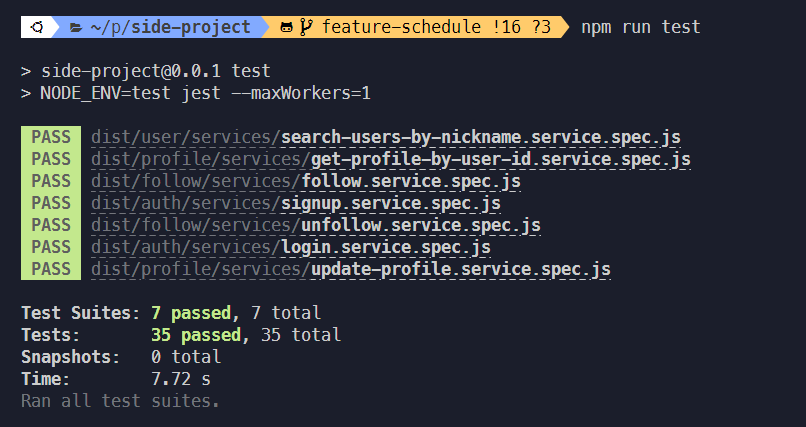 ~/p/side-project feature-schedule !16 ?3 npm run test
> side-project@0.0.1 test
> NODE_ENV=test jest --maxWorkers=1
PASS dist/user/services/search-users-by-nickname.service.spec.js
PASS dist/profile/services/get-profile-by-user-id.service.spec.js
PASS dist/follow/services/follow.service.spec.js
PASS dist/auth/services/signup.service.spec.js
PASS dist/follow/services/unfollow.service.spec.js
PASS dist/auth/services/login.service.spec.js
PASS dist/profile/services/update-profile.service.spec.js
Test Suites: 7 passed, 7 total
Tests: 35 passed, 35 total
Snapshots: 0 total
Time: 7.72 s
Ran all test suites.